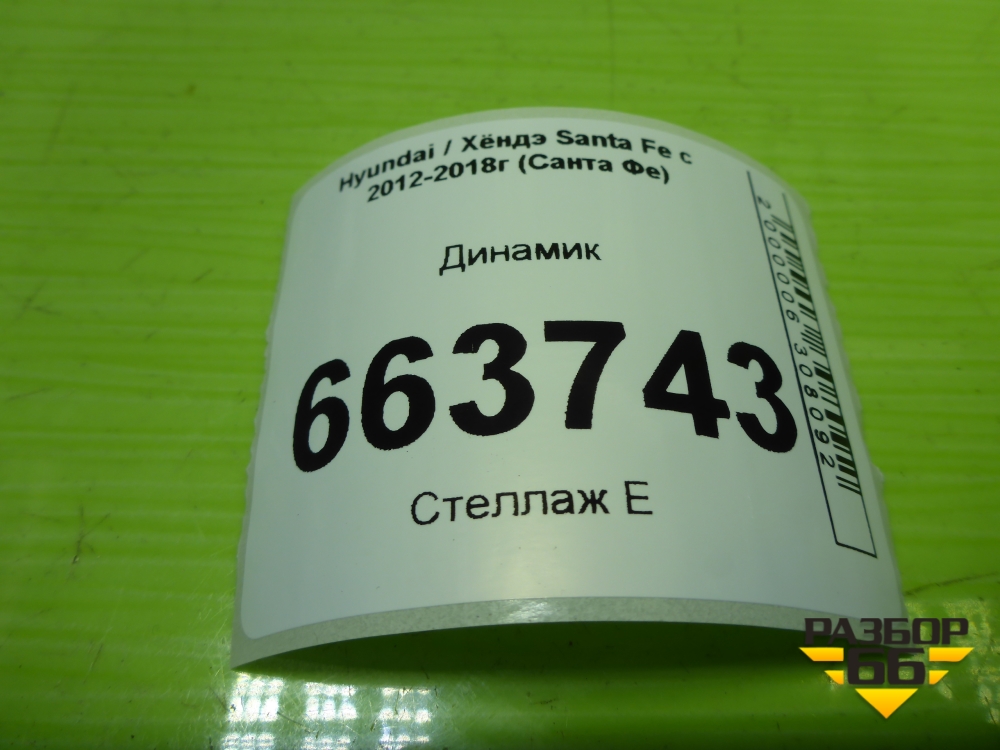 Hyundai / Хёндэ Santa Fe с
2012-2018г (Санта Фе)
Динамик
663743
Стеллаж Е
2000006308092
РАЗБОР
66